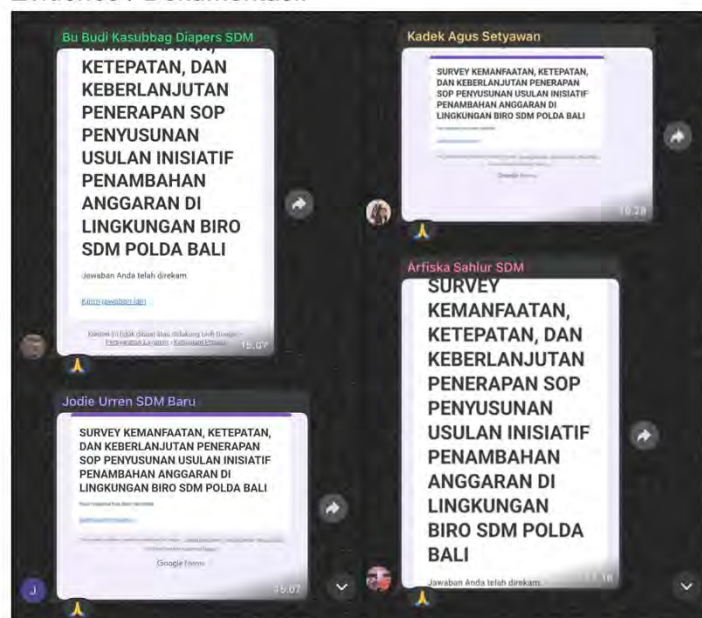 Bu Budi Kasubbag Diapers SDM
KETEPATAN, DAN
KEBERLANJUTAN
PENERAPAN SOP
PENYUSUNAN
USULAN INISIATIF
PENAMBAHAN
ANGGARAN DI
LINGKUNGAN BIRO
SDM POLDA BALI
Jawaban Anda telah direkam.
Kirim jawaban lain
15.07
Jodie Urren SDM Baru
SURVEY KEMANFAATAN, KETEPATAN,
DAN KEBERLANJUTAN PENERAPAN
SOP PENYUSUNAN USULAN INISIATIF
PENAMBAHAN ANGGARAN DI
LINGKUNGAN BIRO SDM POLDA BALI
Google Forms
15.07
J
Kadek Agus Setyawan
SURVEY KEMANFAATAN, KETEPATAN,
DAN KEBERLANJUTAN PENERAPAN
SOP PENYUSUNAN USULAN INISIATIF
PENAMBAHAN ANGGARAN DI
LINGKUNGAN BIRO SDM POLDA BALI
Google Forms
Arfiska Sahlur SDM
SURVEY
KEMANFAATAN,
KETEPATAN, DAN
KEBERLANJUTAN
PENERAPAN SOP
PENYUSUNAN
USULAN INISIATIF
PENAMBAHAN
ANGGARAN DI
LINGKUNGAN
BIRO SDM POLDA
BALI
Jawaban Anda telah direkam.